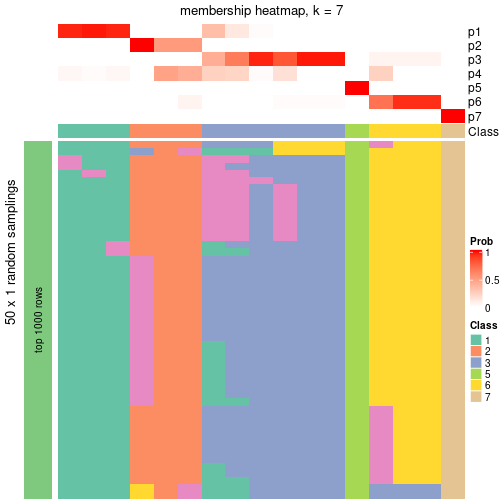 membership heatmap, k = 7
p1
p2
p3
p4
p5
p6
p7
Class
50 x 1 random samplings
top 1000 rows
Prob
1
0.5
0
Class
1
2
3
5
6
7